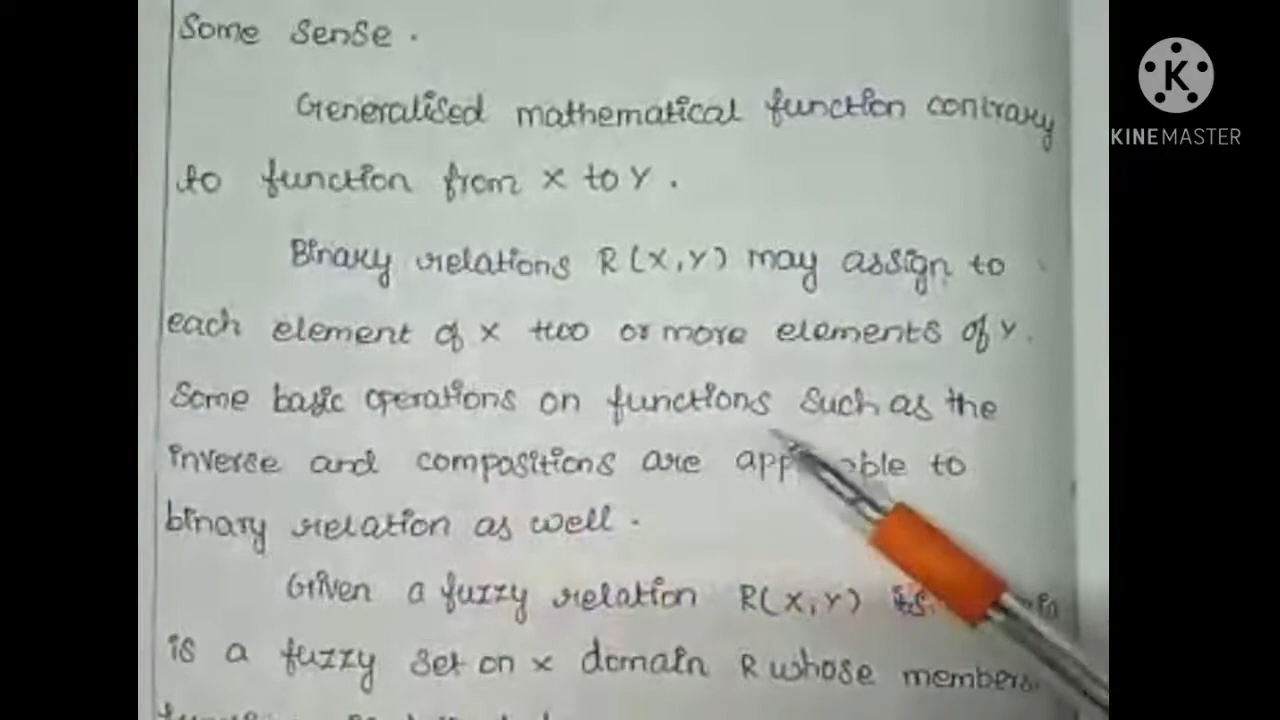 Some sense.
Generalised mathematical function contrary
to function from X to Y.
Binary relations R(X,Y) may assign to
each element of X two or more elements of Y.
Some basic operations on functions such as the
inverse and compositions are
to
binary relation as well.
Given a fuzzy relation R(X,Y)
is a fuzzy set on X domain R whose members
K
KINEMASTER